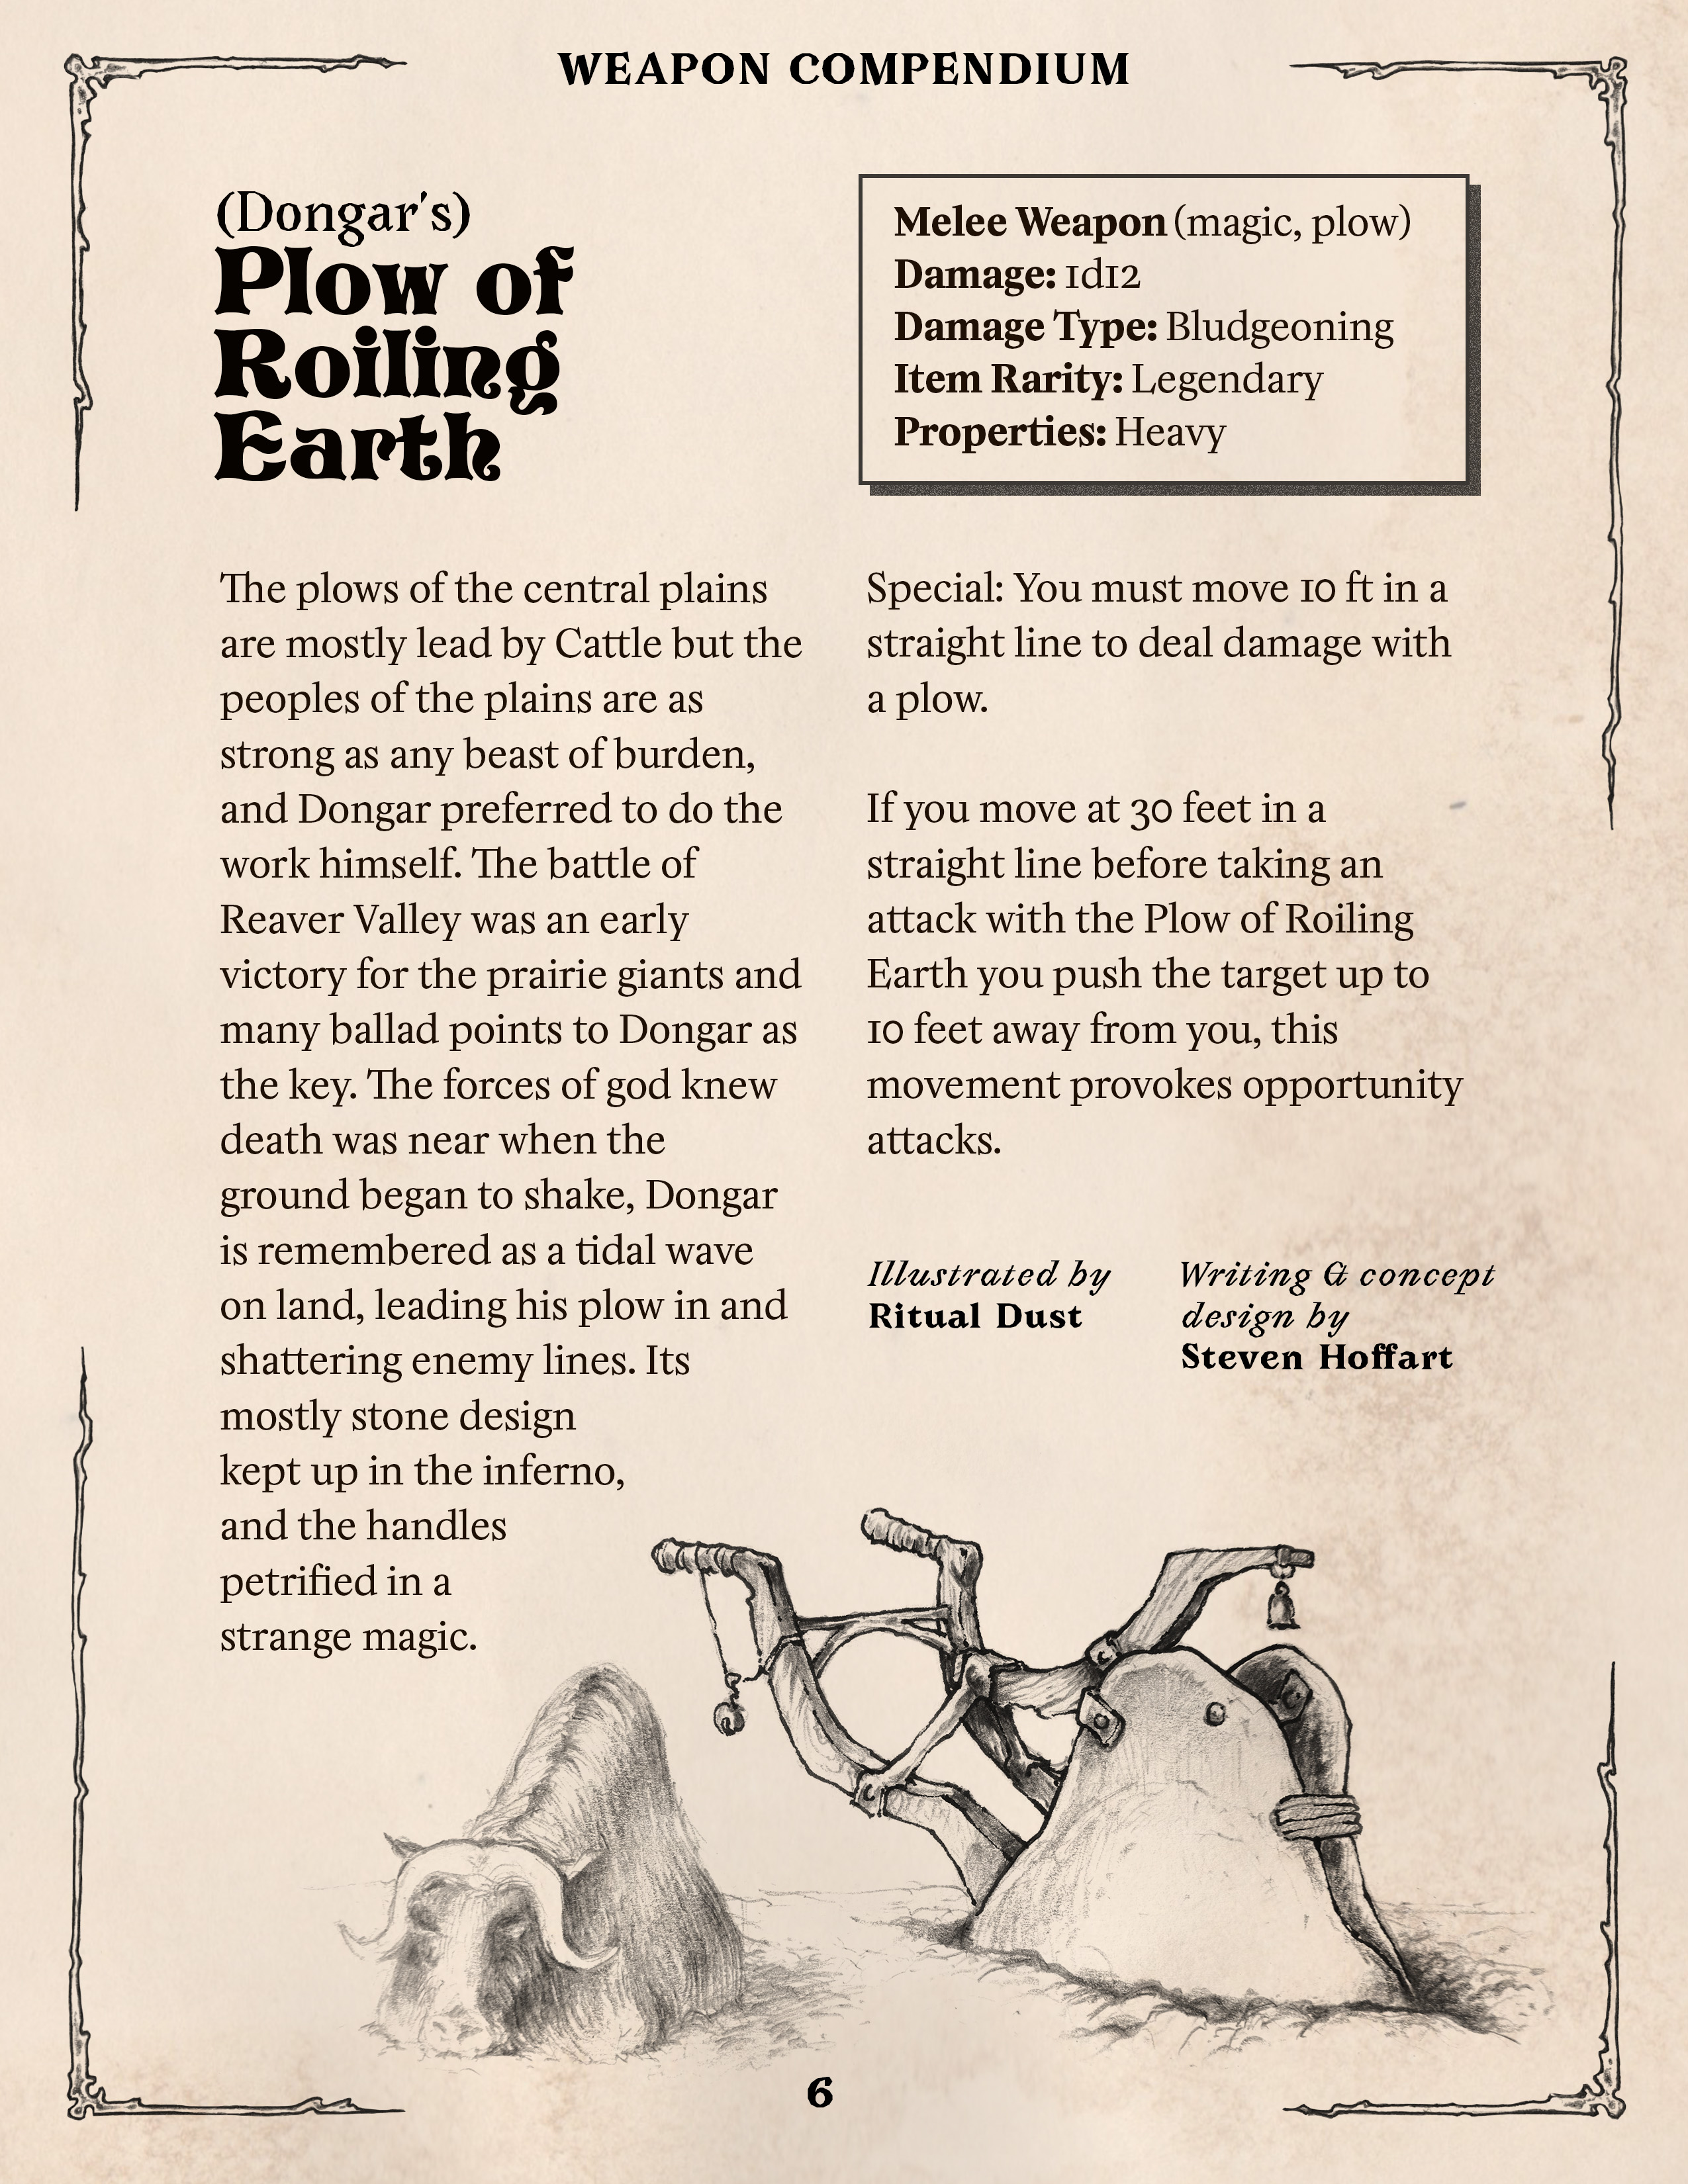 WEAPON COMPENDIUM
(Dongar's)
Plow of
Roiling
Earth
Melee Weapon (magic, plow)
Damage: 1d12
Damage Type: Bludgeoning
Item Rarity: Legendary
Properties: Heavy
The plows of the central plains
are mostly lead by Cattle but the
peoples of the plains are as
strong as any beast of burden,
and Dongar preferred to do the
work himself. The battle of
Reaver Valley was an early
victory for the prairie giants and
many ballad points to Dongar as
the key. The forces of god knew
death was near when the
ground began to shake, Dongar
is remembered as a tidal wave
on land, leading his plow in and
shattering enemy lines. Its
mostly stone design
kept up in the inferno,
and the handles
petrified in a
strange magic.
Special: You must move 10 ft in a
straight line to deal damage with
a plow.
If you move at 30 feet in a
straight line before taking an
attack with the Plow of Roiling
Earth you push the target up to
10 feet away from you, this
movement provokes opportunity
attacks.
Illustrated by
Ritual Dust
Writing & concept
design by
Steven Hoffart
6